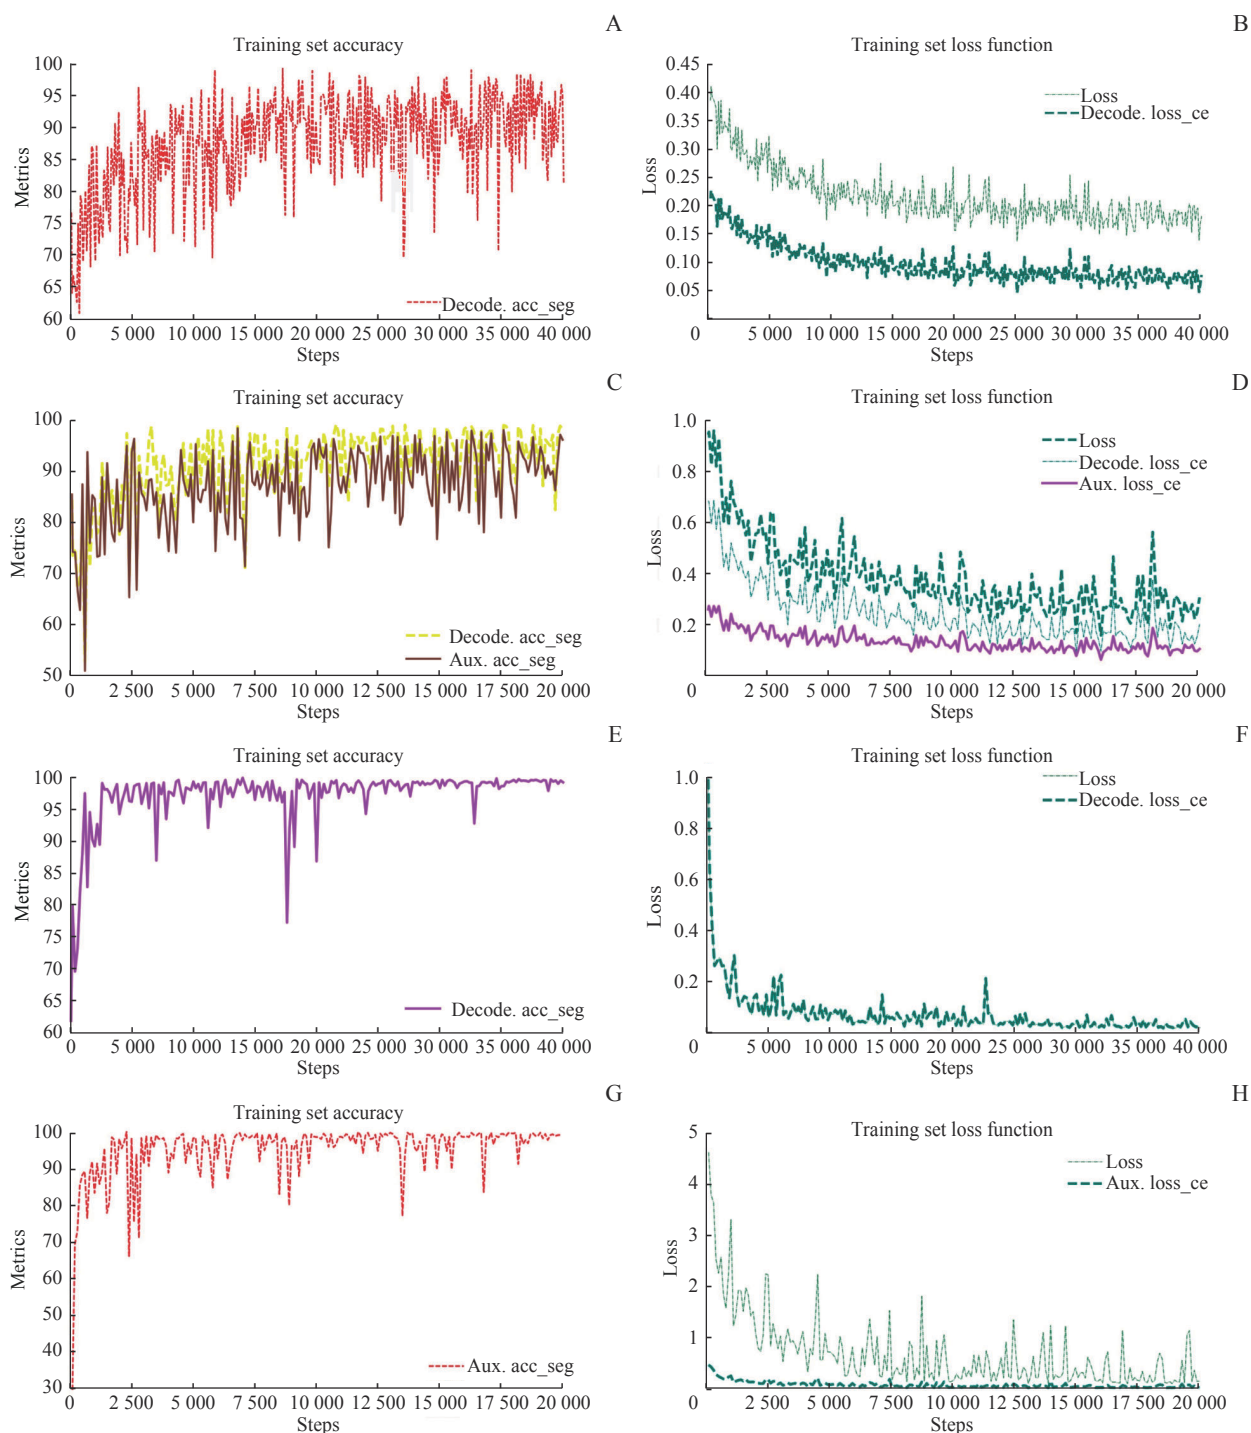 A
Training set accuracy
100
95
90
85
80
75
70
65
60
Metrics
Decode. acc_seg
0 5 000 10 000 15 000 20 000 25 000 30 000 35 000 40 000
Steps
B
Training set loss function
0.45
0.40
0.35
0.30
0.25
0.20
0.15
0.10
0.05
0
Loss
Loss
Decode. loss_ce
5 000 10 000 15 000 20 000 25 000 30 000 35 000 40 000
Steps
C
Training set accuracy
100
90
80
70
60
50
Metrics
Decode. acc_seg
Aux. acc_seg
0 2 500 5 000 7 500 10 000 12 500 15 000 17 500 20 000
Steps
D
Training set loss function
1.0
0.8
0.6
0.4
0.2
0
Loss
Loss
Decode. loss_ce
Aux. loss_ce
2 500 5 000 7 500 10 000 12 500 15 000 17 500 20 000
Steps
E
Training set accuracy
100
95
90
85
80
75
70
65
60
Metrics
Decode. acc_seg
0 5 000 10 000 15 000 20 000 25 000 30 000 35 000 40 000
Steps
F
Training set loss function
1.0
0.8
0.6
0.4
0.2
0
Loss
Loss
Decode. loss_ce
5 000 10 000 15 000 20 000 25 000 30 000 35 000 40 000
Steps
G
Training set accuracy
100
90
80
70
60
50
40
30
Metrics
Aux. acc_seg
0 2 500 5 000 7 500 10 000 12 500 15 000 17 500 20 000
Steps
H
Training set loss function
5
4
3
2
1
0
Loss
Loss
Aux. loss_ce
2 500 5 000 7 500 10 000 12 500 15 000 17 500 20 000
Steps